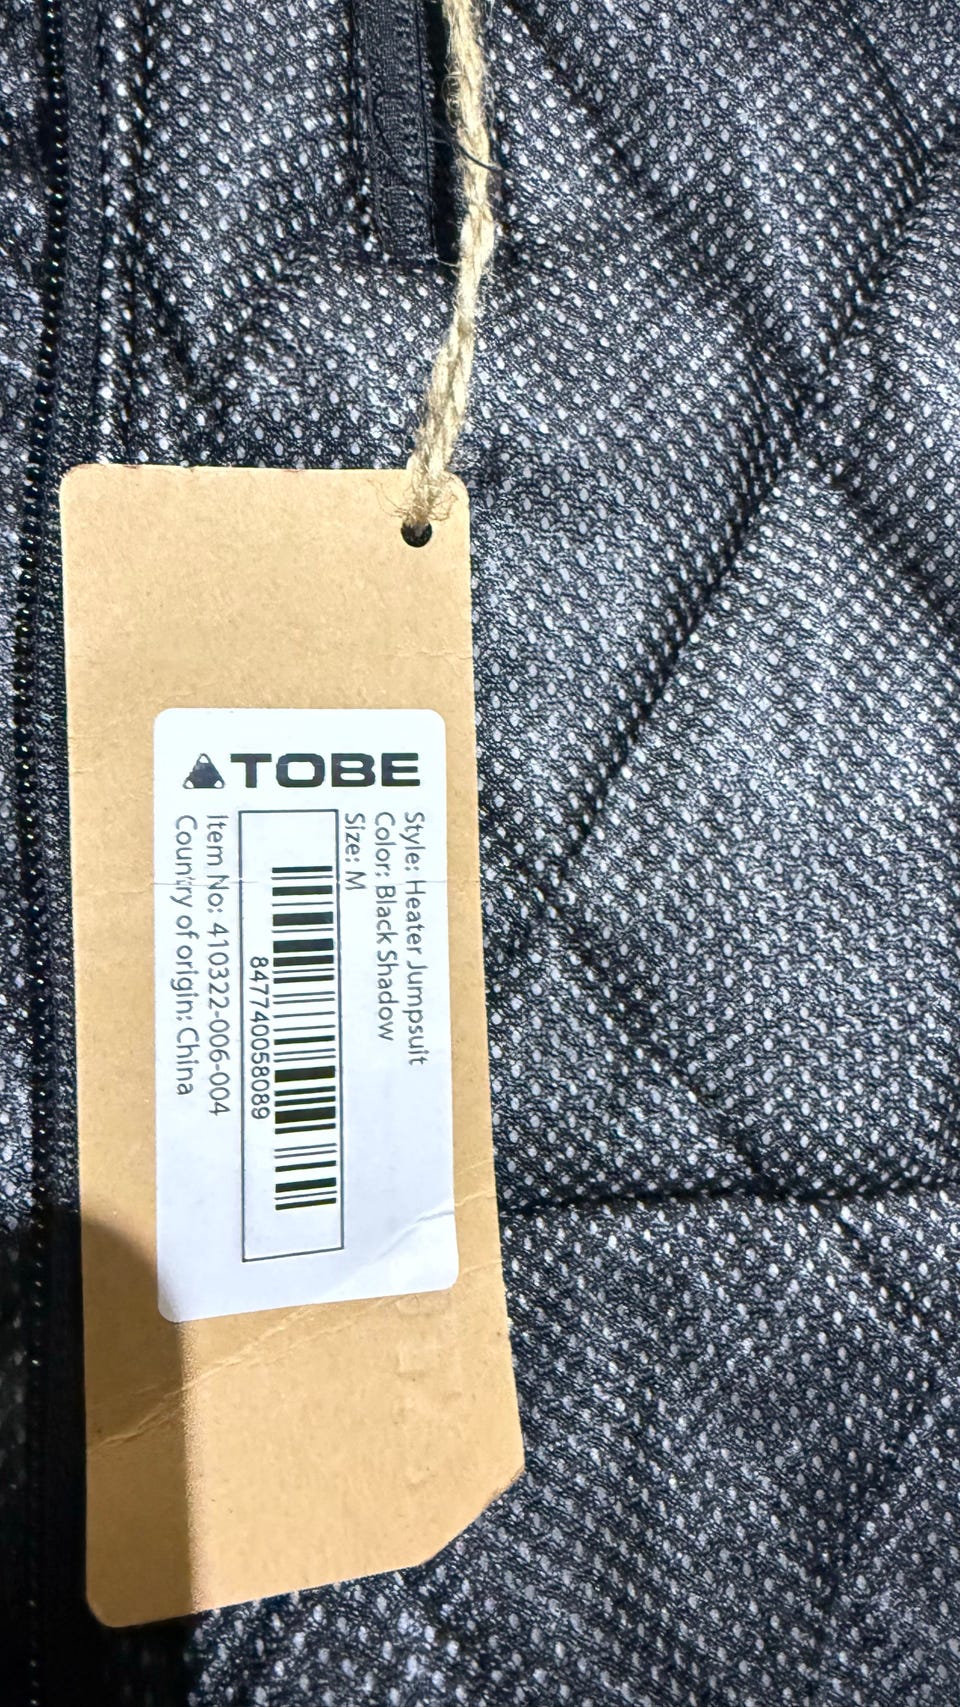 TOBE
Style: Heater Jumpsuit
Color: Black Shadow
Size: M
847740058089
Item No: 410322-006-004
Country of origin: China